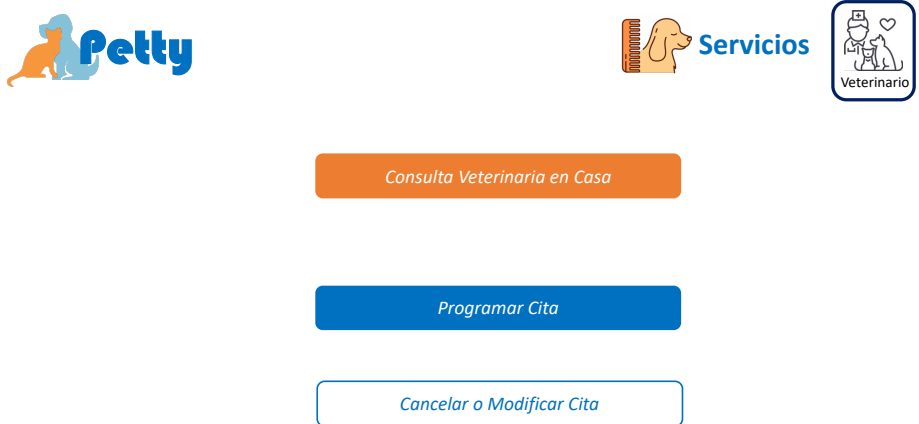 Petty
Servicios
Veterinario
Consulta Veterinaria en Casa
Programar Cita
Cancelar o Modificar Cita